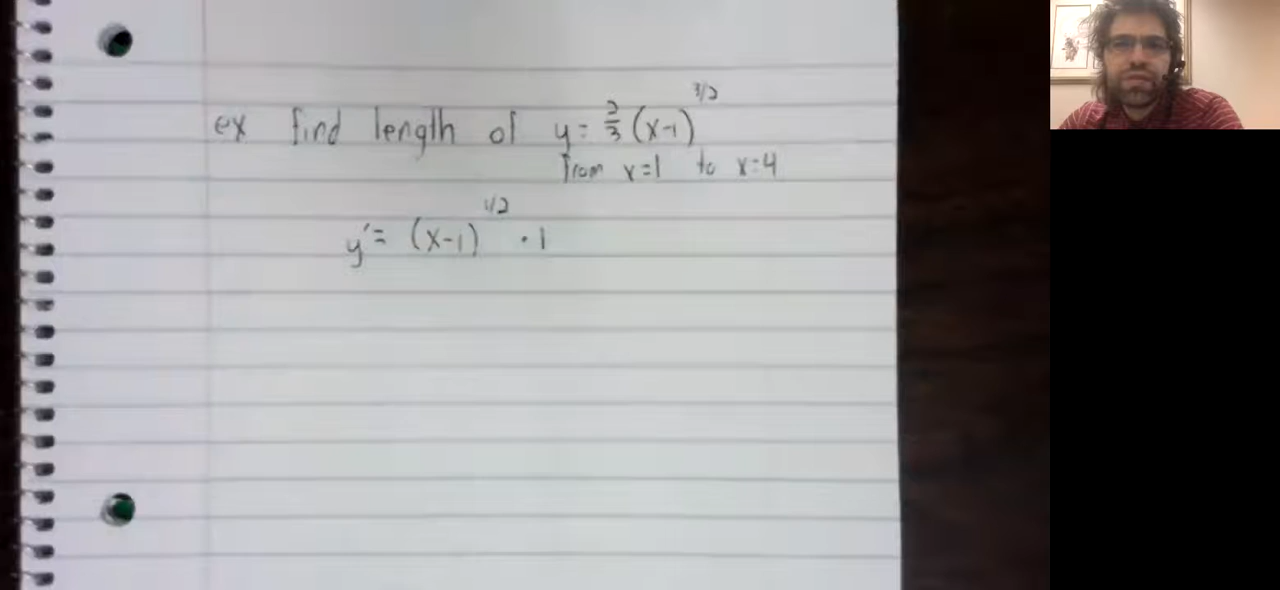 ex find length of y = 2/3 (x-1)^3/2
from x=1 to x=4
y' = (x-1)^1/2 · 1